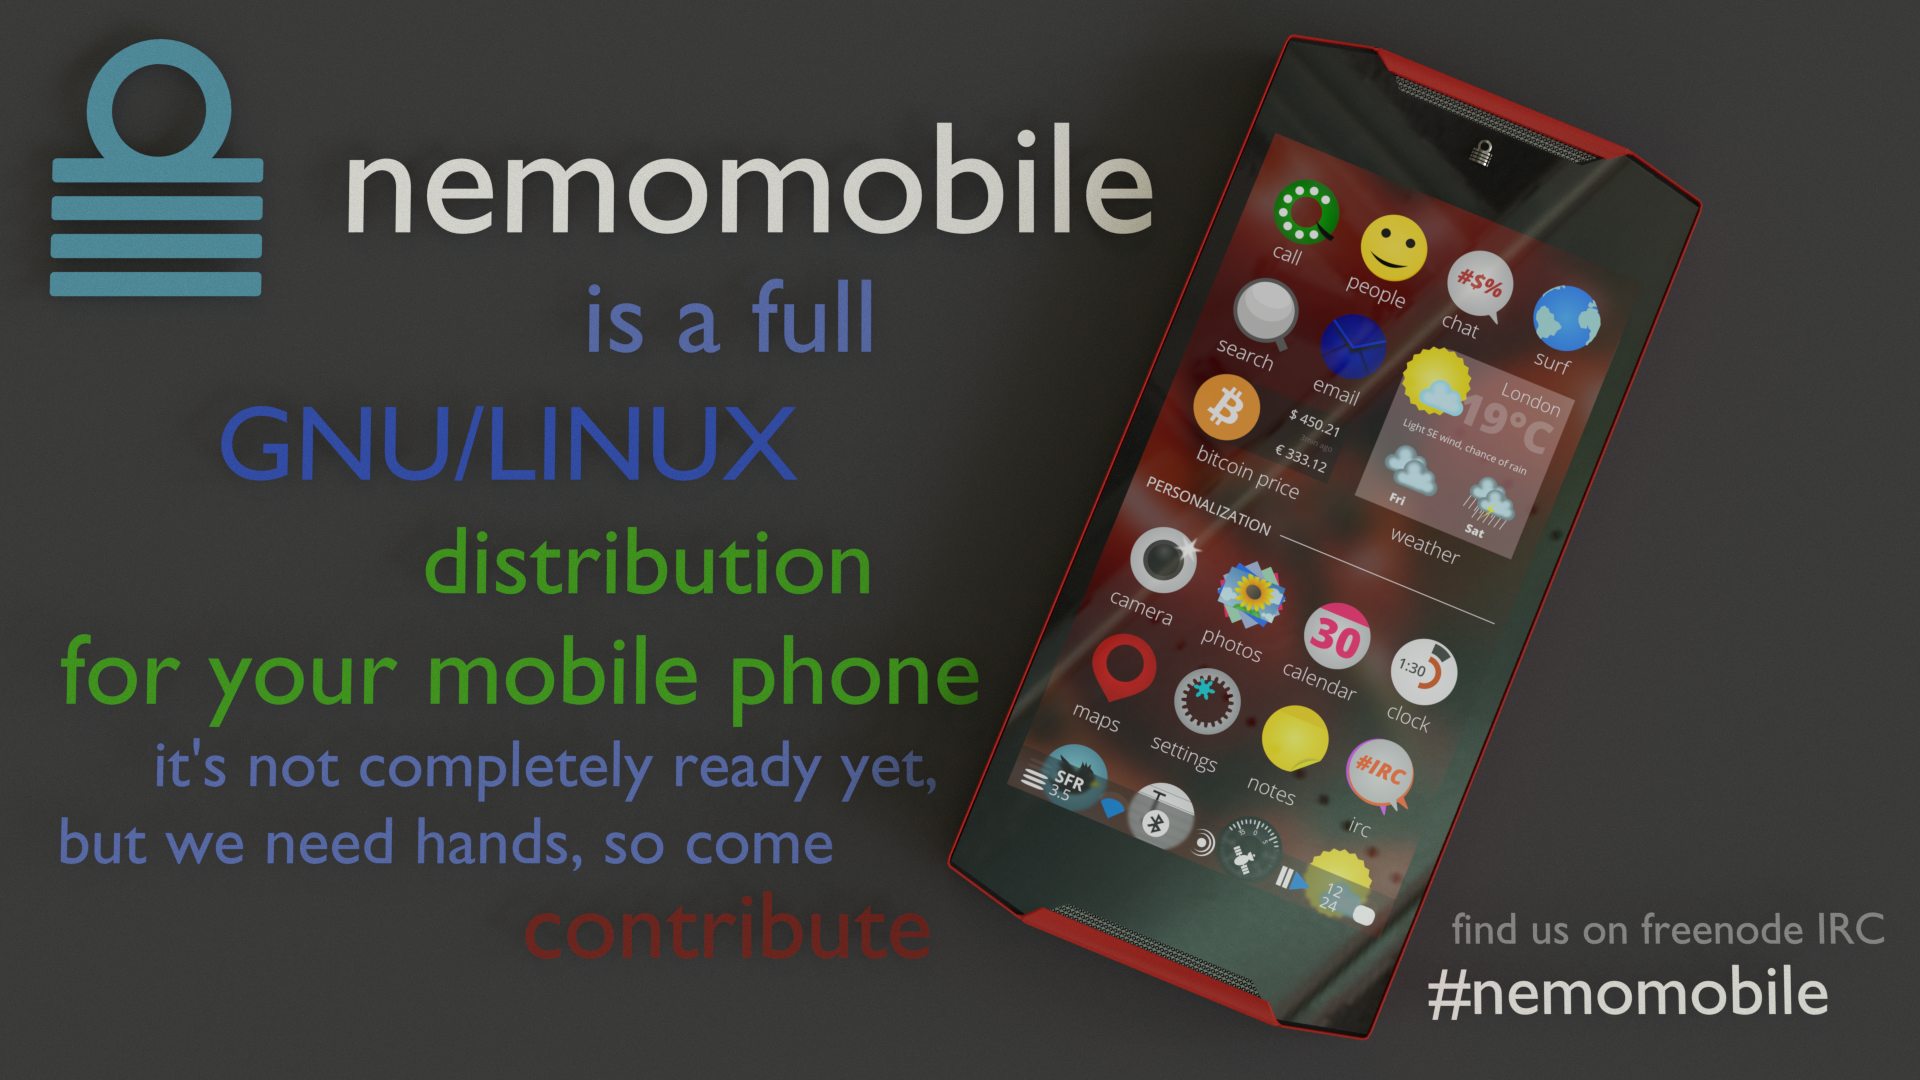 nemomobile
is a full
GNU/LINUX
distribution
for your mobile phone
it's not completely ready yet,
but we need hands, so come
contribute
call
people
#$%
chat
surf
search
email
London
19°C
Light SE wind, chance of rain
Fri
Sat
weather
$ 450.21
3min ago
€ 333.12
bitcoin price
PERSONALIZATION
camera
photos
30
calendar
1:30
clock
maps
settings
notes
#IRC
irc
SFR
3.5
12
24
find us on freenode IRC
#nemomobile